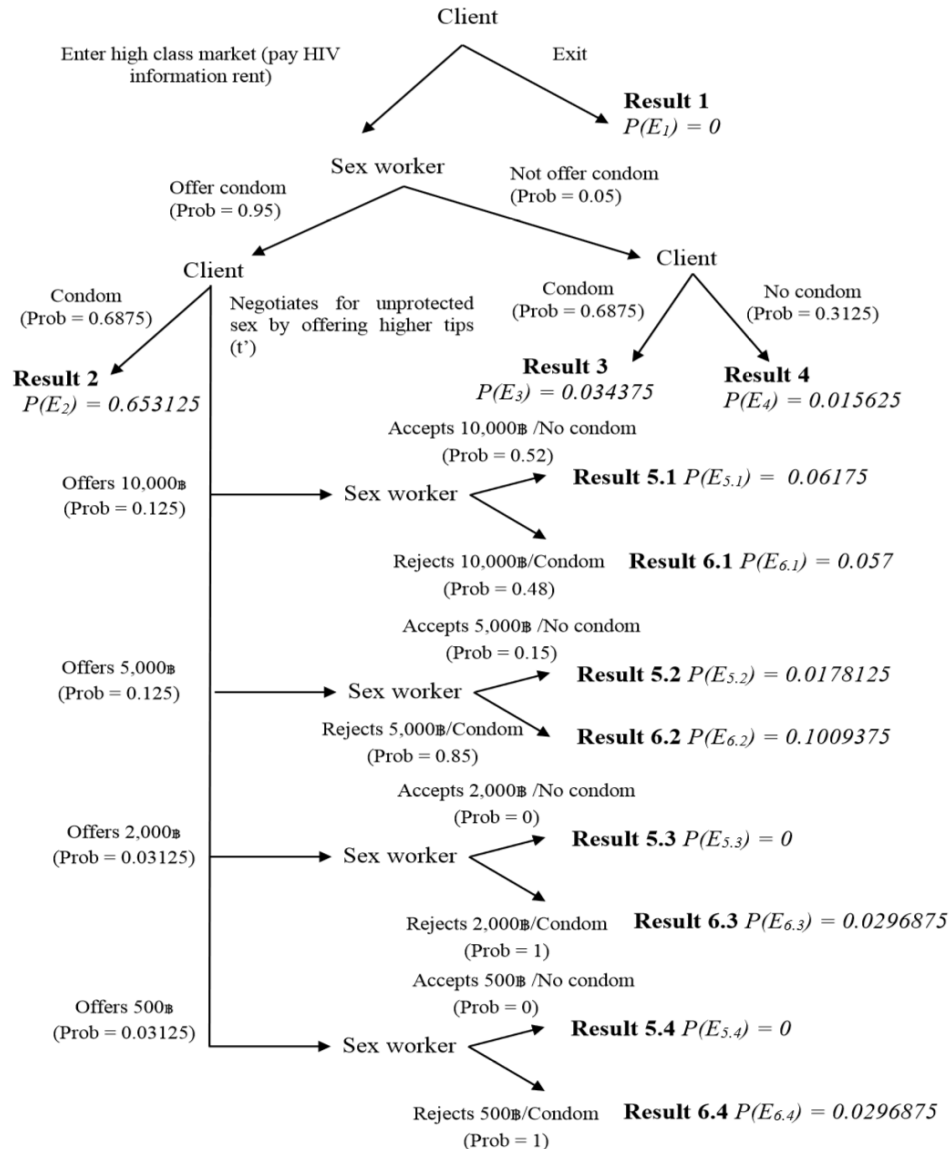 Client
Enter high class market (pay HIV
information rent)
Exit
Result 1
P(E1) = 0
Sex worker
Offer condom
(Prob = 0.95)
Not offer condom
(Prob = 0.05)
Client
Client
Condom
(Prob = 0.6875)
Negotiates for unprotected
sex by offering higher tips
(t’)
Condom
(Prob = 0.6875)
No condom
(Prob = 0.3125)
Result 2
P(E2) = 0.653125
Result 3
P(E3) = 0.034375
Result 4
P(E4) = 0.015625
Accepts 10,000฿ /No condom
(Prob = 0.52)
Offers 10,000฿
(Prob = 0.125)
Sex worker
Result 5.1 P(E5.1) = 0.06175
Rejects 10,000฿/Condom
(Prob = 0.48)
Result 6.1 P(E6.1) = 0.057
Accepts 5,000฿ /No condom
(Prob = 0.15)
Offers 5,000฿
(Prob = 0.125)
Sex worker
Result 5.2 P(E5.2) = 0.0178125
Rejects 5,000฿/Condom
(Prob = 0.85)
Result 6.2 P(E6.2) = 0.1009375
Accepts 2,000฿ /No condom
(Prob = 0)
Offers 2,000฿
(Prob = 0.03125)
Sex worker
Result 5.3 P(E5.3) = 0
Rejects 2,000฿/Condom
(Prob = 1)
Result 6.3 P(E6.3) = 0.0296875
Accepts 500฿ /No condom
(Prob = 0)
Offers 500฿
(Prob = 0.03125)
Sex worker
Result 5.4 P(E5.4) = 0
Rejects 500฿/Condom
(Prob = 1)
Result 6.4 P(E6.4) = 0.0296875